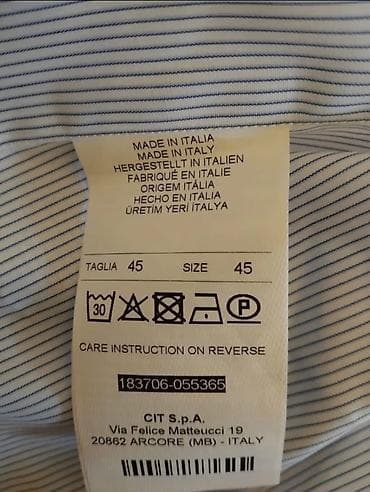 MADE IN ITALIA
MADE IN ITALY
HERGESTELLT IN ITALIEN
FABRIQUÉ EN ITALIE
ORIGEM ITÁLIA
HECHO EN ITALIA
ÜRETİM YERİ İTALYA
TAGLIA 45 SIZE 45
30 P
CARE INSTRUCTION ON REVERSE
183706-055365
CIT S.p.A.
Via Felice Matteucci 19
20862 ARCORE (MB) - ITALY